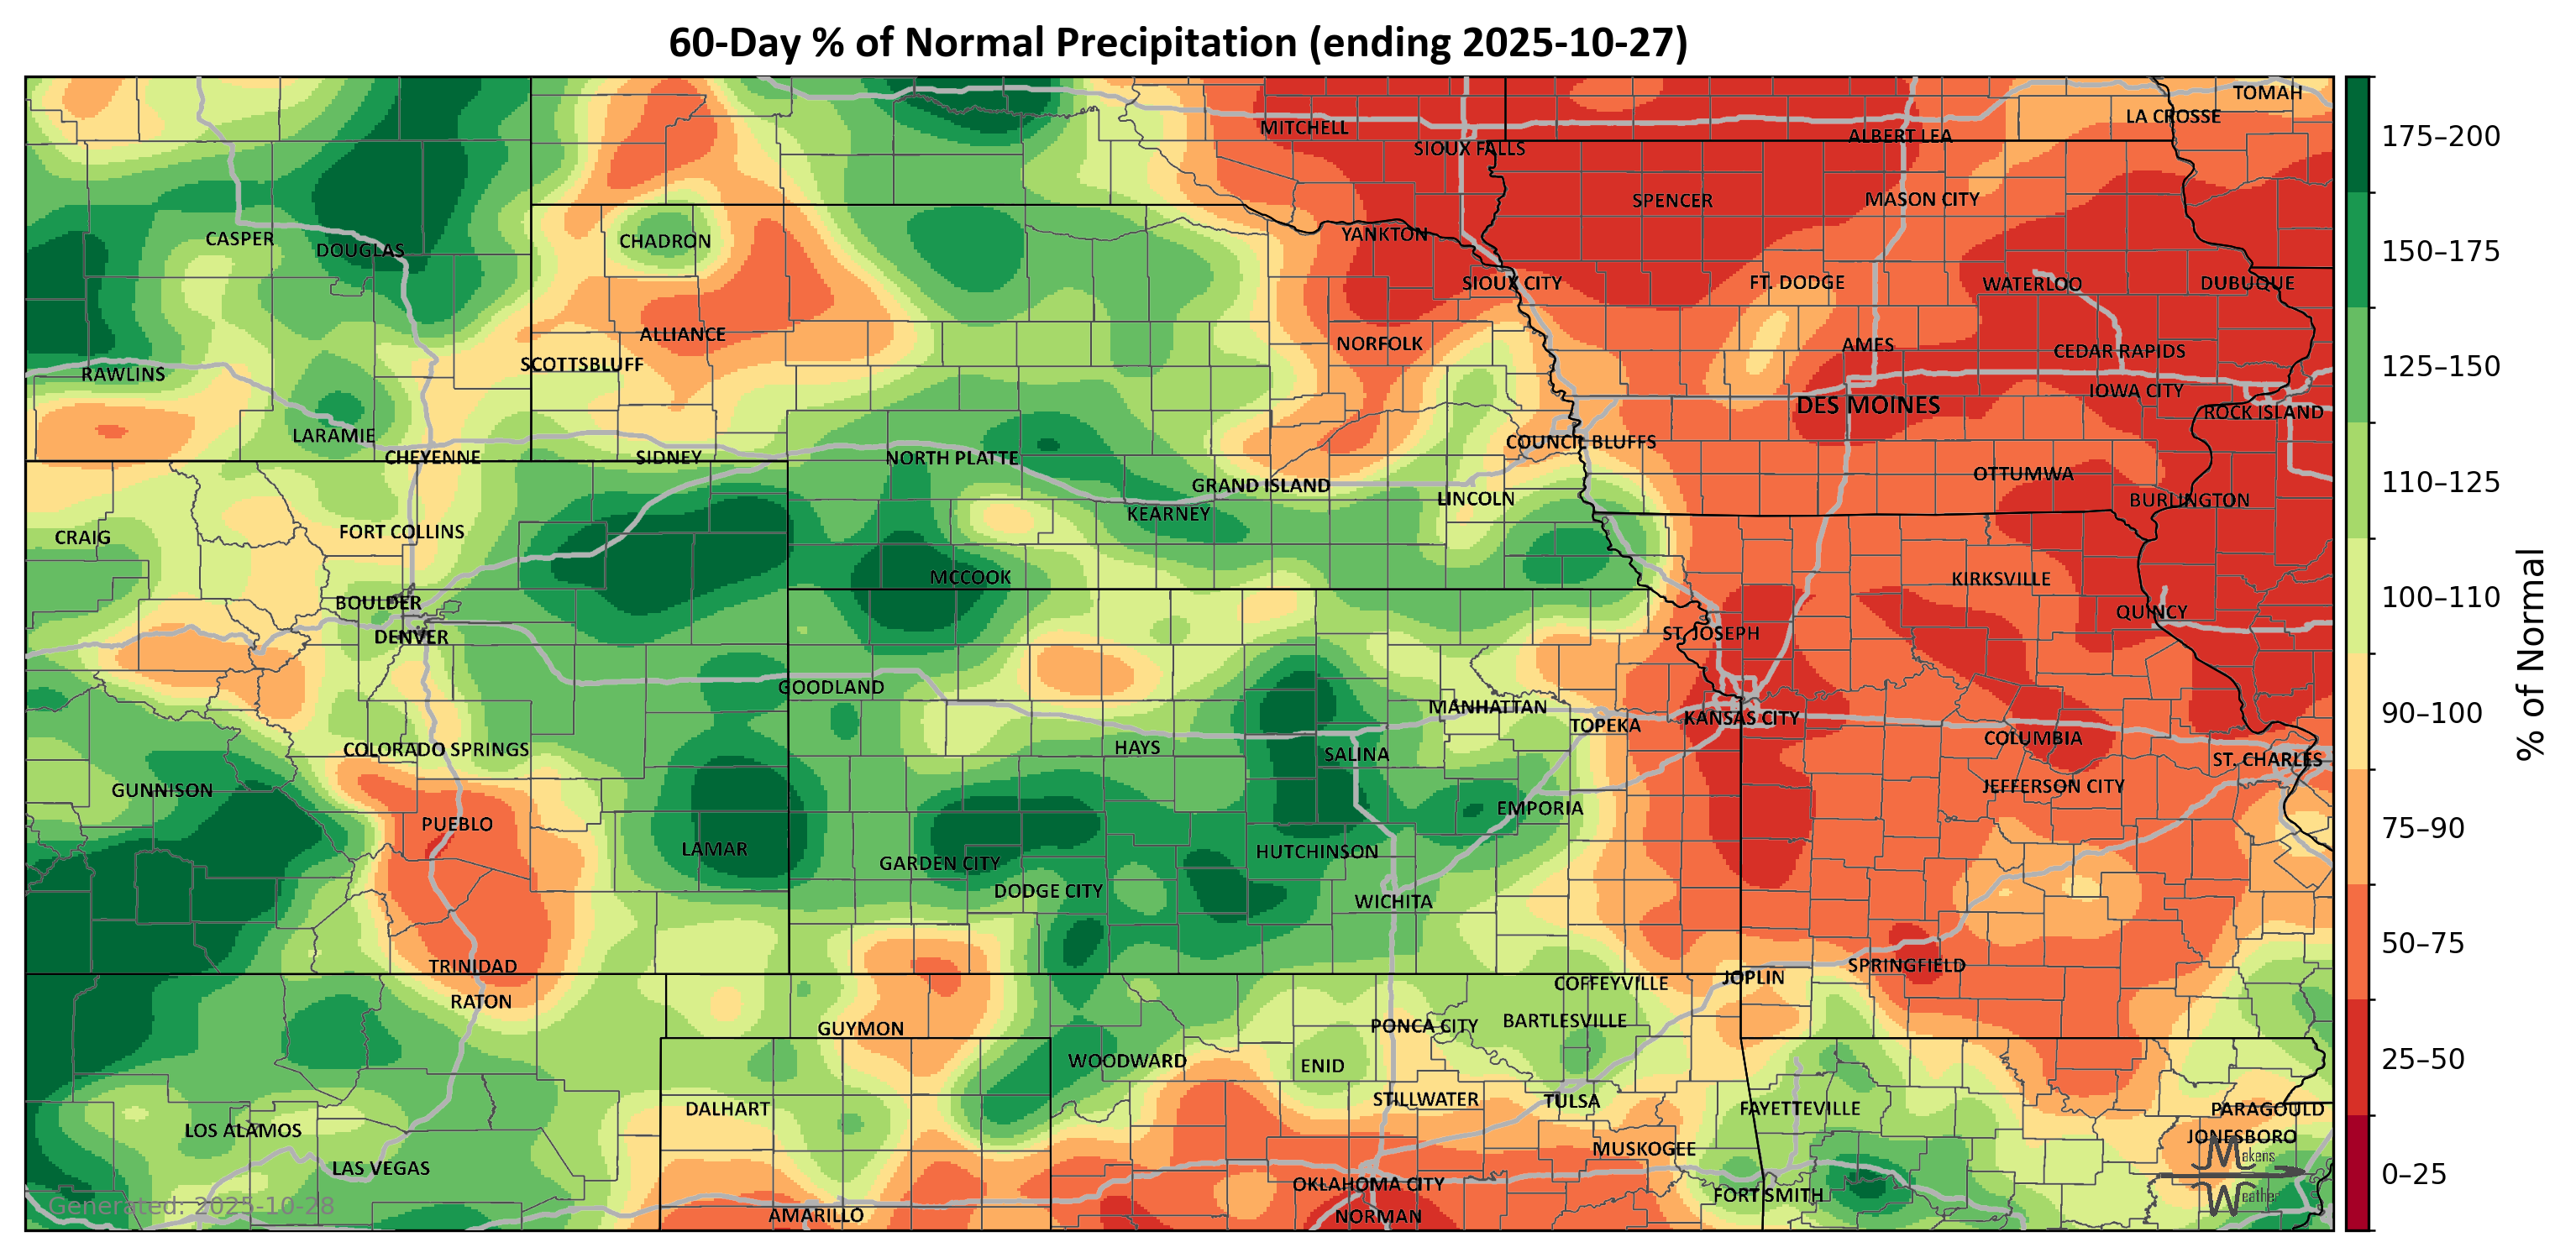 60-Day % of Normal Precipitation (ending 2025-10-27)
TOMAH
LA CROSSE
MITCHELL
ALBERT LEA
SIOUX FALLS
SPENCER
MASON CITY
CASPER
DOUGLAS
CHADRON
YANKTON
SIOUX CITY
FT. DODGE
WATERLOO
DUBUQUE
ALLIANCE
NORFOLK
AMES
CEDAR RAPIDS
SCOTTSBLUFF
RAWLINS
IOWA CITY
DES MOINES
ROCK ISLAND
LARAMIE
COUNCIL BLUFFS
CHEYENNE
SIDNEY
NORTH PLATTE
OTTUMWA
GRAND ISLAND
LINCOLN
BURLINGTON
KEARNEY
CRAIG
FORT COLLINS
MCCOOK
KIRKSVILLE
BOULDER
QUINCY
DENVER
ST. JOSEPH
GOODLAND
MANHATTAN
TOPEKA
KANSAS CITY
COLUMBIA
COLORADO SPRINGS
HAYS
SALINA
ST. CHARLES
GUNNISON
JEFFERSON CITY
EMPORIA
PUEBLO
LAMAR
GARDEN CITY
HUTCHINSON
DODGE CITY
WICHITA
TRINIDAD
SPRINGFIELD
JOPLIN
COFFEYVILLE
RATON
GUYMON
PONCA CITY
BARTLESVILLE
WOODWARD
ENID
DALHART
STILLWATER
TULSA
FAYETTEVILLE
PARAGOULD
LOS ALAMOS
JONESBORO
MUSKOGEE
LAS VEGAS
OKLAHOMA CITY
FORT SMITH
AMARILLO
NORMAN
Generated: 2025-10-28
Makens
Weather
175–200
150–175
125–150
110–125
100–110
90–100
75–90
50–75
25–50
0–25
% of Normal